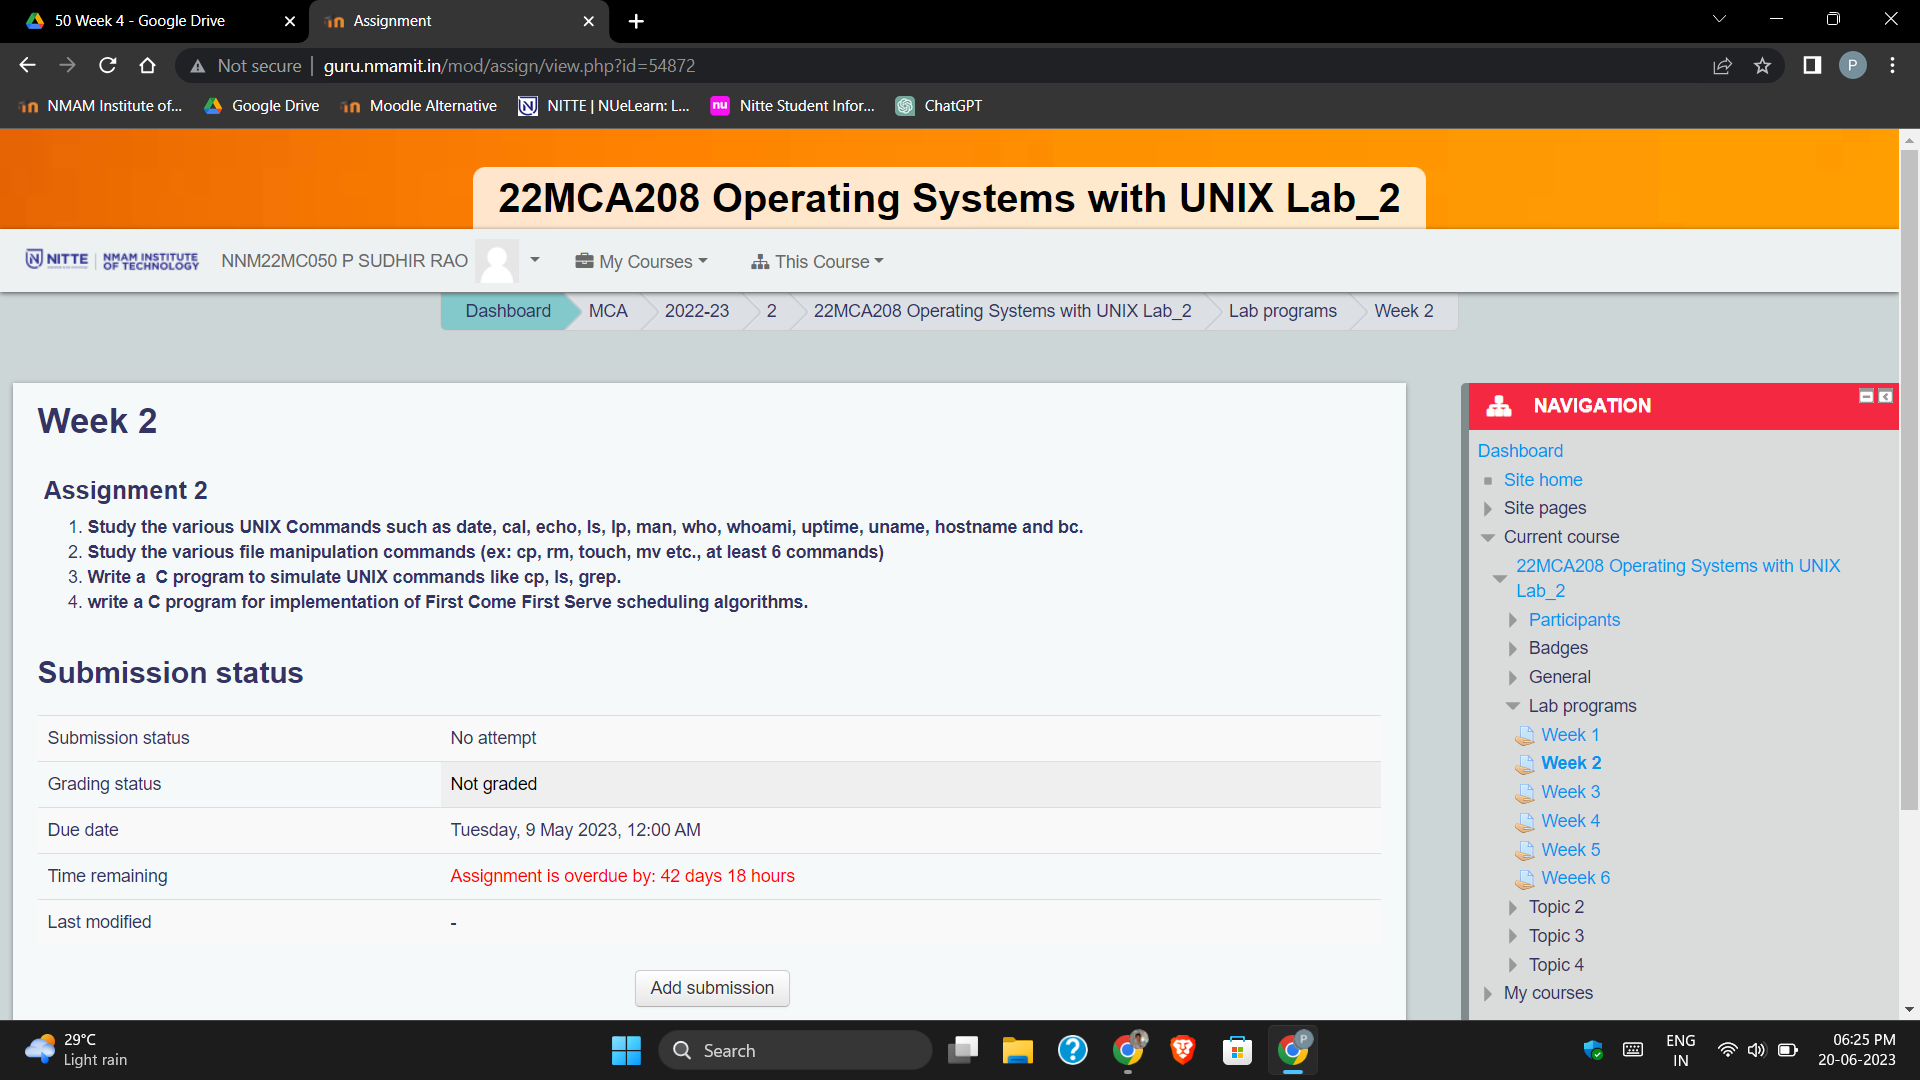 50 Week 4 - Google Drive
Assignment
Not secure
guru.nmamit.in/mod/assign/view.php?id=54872
P
NMAM Institute of...
Google Drive
Moodle Alternative
NITTE | NUeLearn: L...
nu
Nitte Student Infor...
ChatGPT
22MCA208 Operating Systems with UNIX Lab_2
NITTE
NMAM INSTITUTE
OF TECHNOLOGY
NNM22MC050 P SUDHIR RAO
My Courses
This Course
Dashboard
MCA
2022-23
2
22MCA208 Operating Systems with UNIX Lab_2
Lab programs
Week 2
Week 2
Assignment 2
1. Study the various UNIX Commands such as date, cal, echo, ls, lp, man, who, whoami, uptime, uname, hostname and bc.
2. Study the various file manipulation commands (ex: cp, rm, touch, mv etc., at least 6 commands)
3. Write a  C program to simulate UNIX commands like cp, ls, grep.
4. write a C program for implementation of First Come First Serve scheduling algorithms.
Submission status
Submission status No attempt
Grading status Not graded
Due date Tuesday, 9 May 2023, 12:00 AM
Time remaining Assignment is overdue by: 42 days 18 hours
Last modified -
Add submission
NAVIGATION
Dashboard
Site home
Site pages
Current course
22MCA208 Operating Systems with UNIX
Lab_2
Participants
Badges
General
Lab programs
Week 1
Week 2
Week 3
Week 4
Week 5
Weeek 6
Topic 2
Topic 3
Topic 4
My courses
29°C
Light rain
Search
P
ENG
IN
06:25 PM
20-06-2023